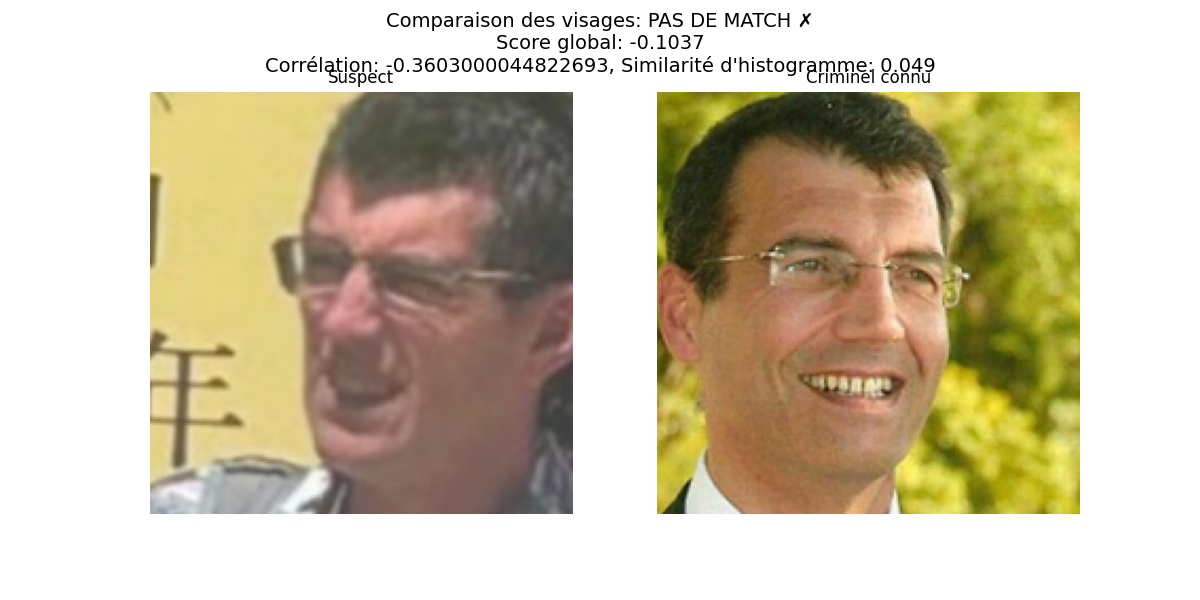 Comparaison des visages: PAS DE MATCH ✗
Score global: -0.1037
Corrélation: -0.3603000044822693, Similarité d'histogramme: 0.049
Suspect
Criminel connu